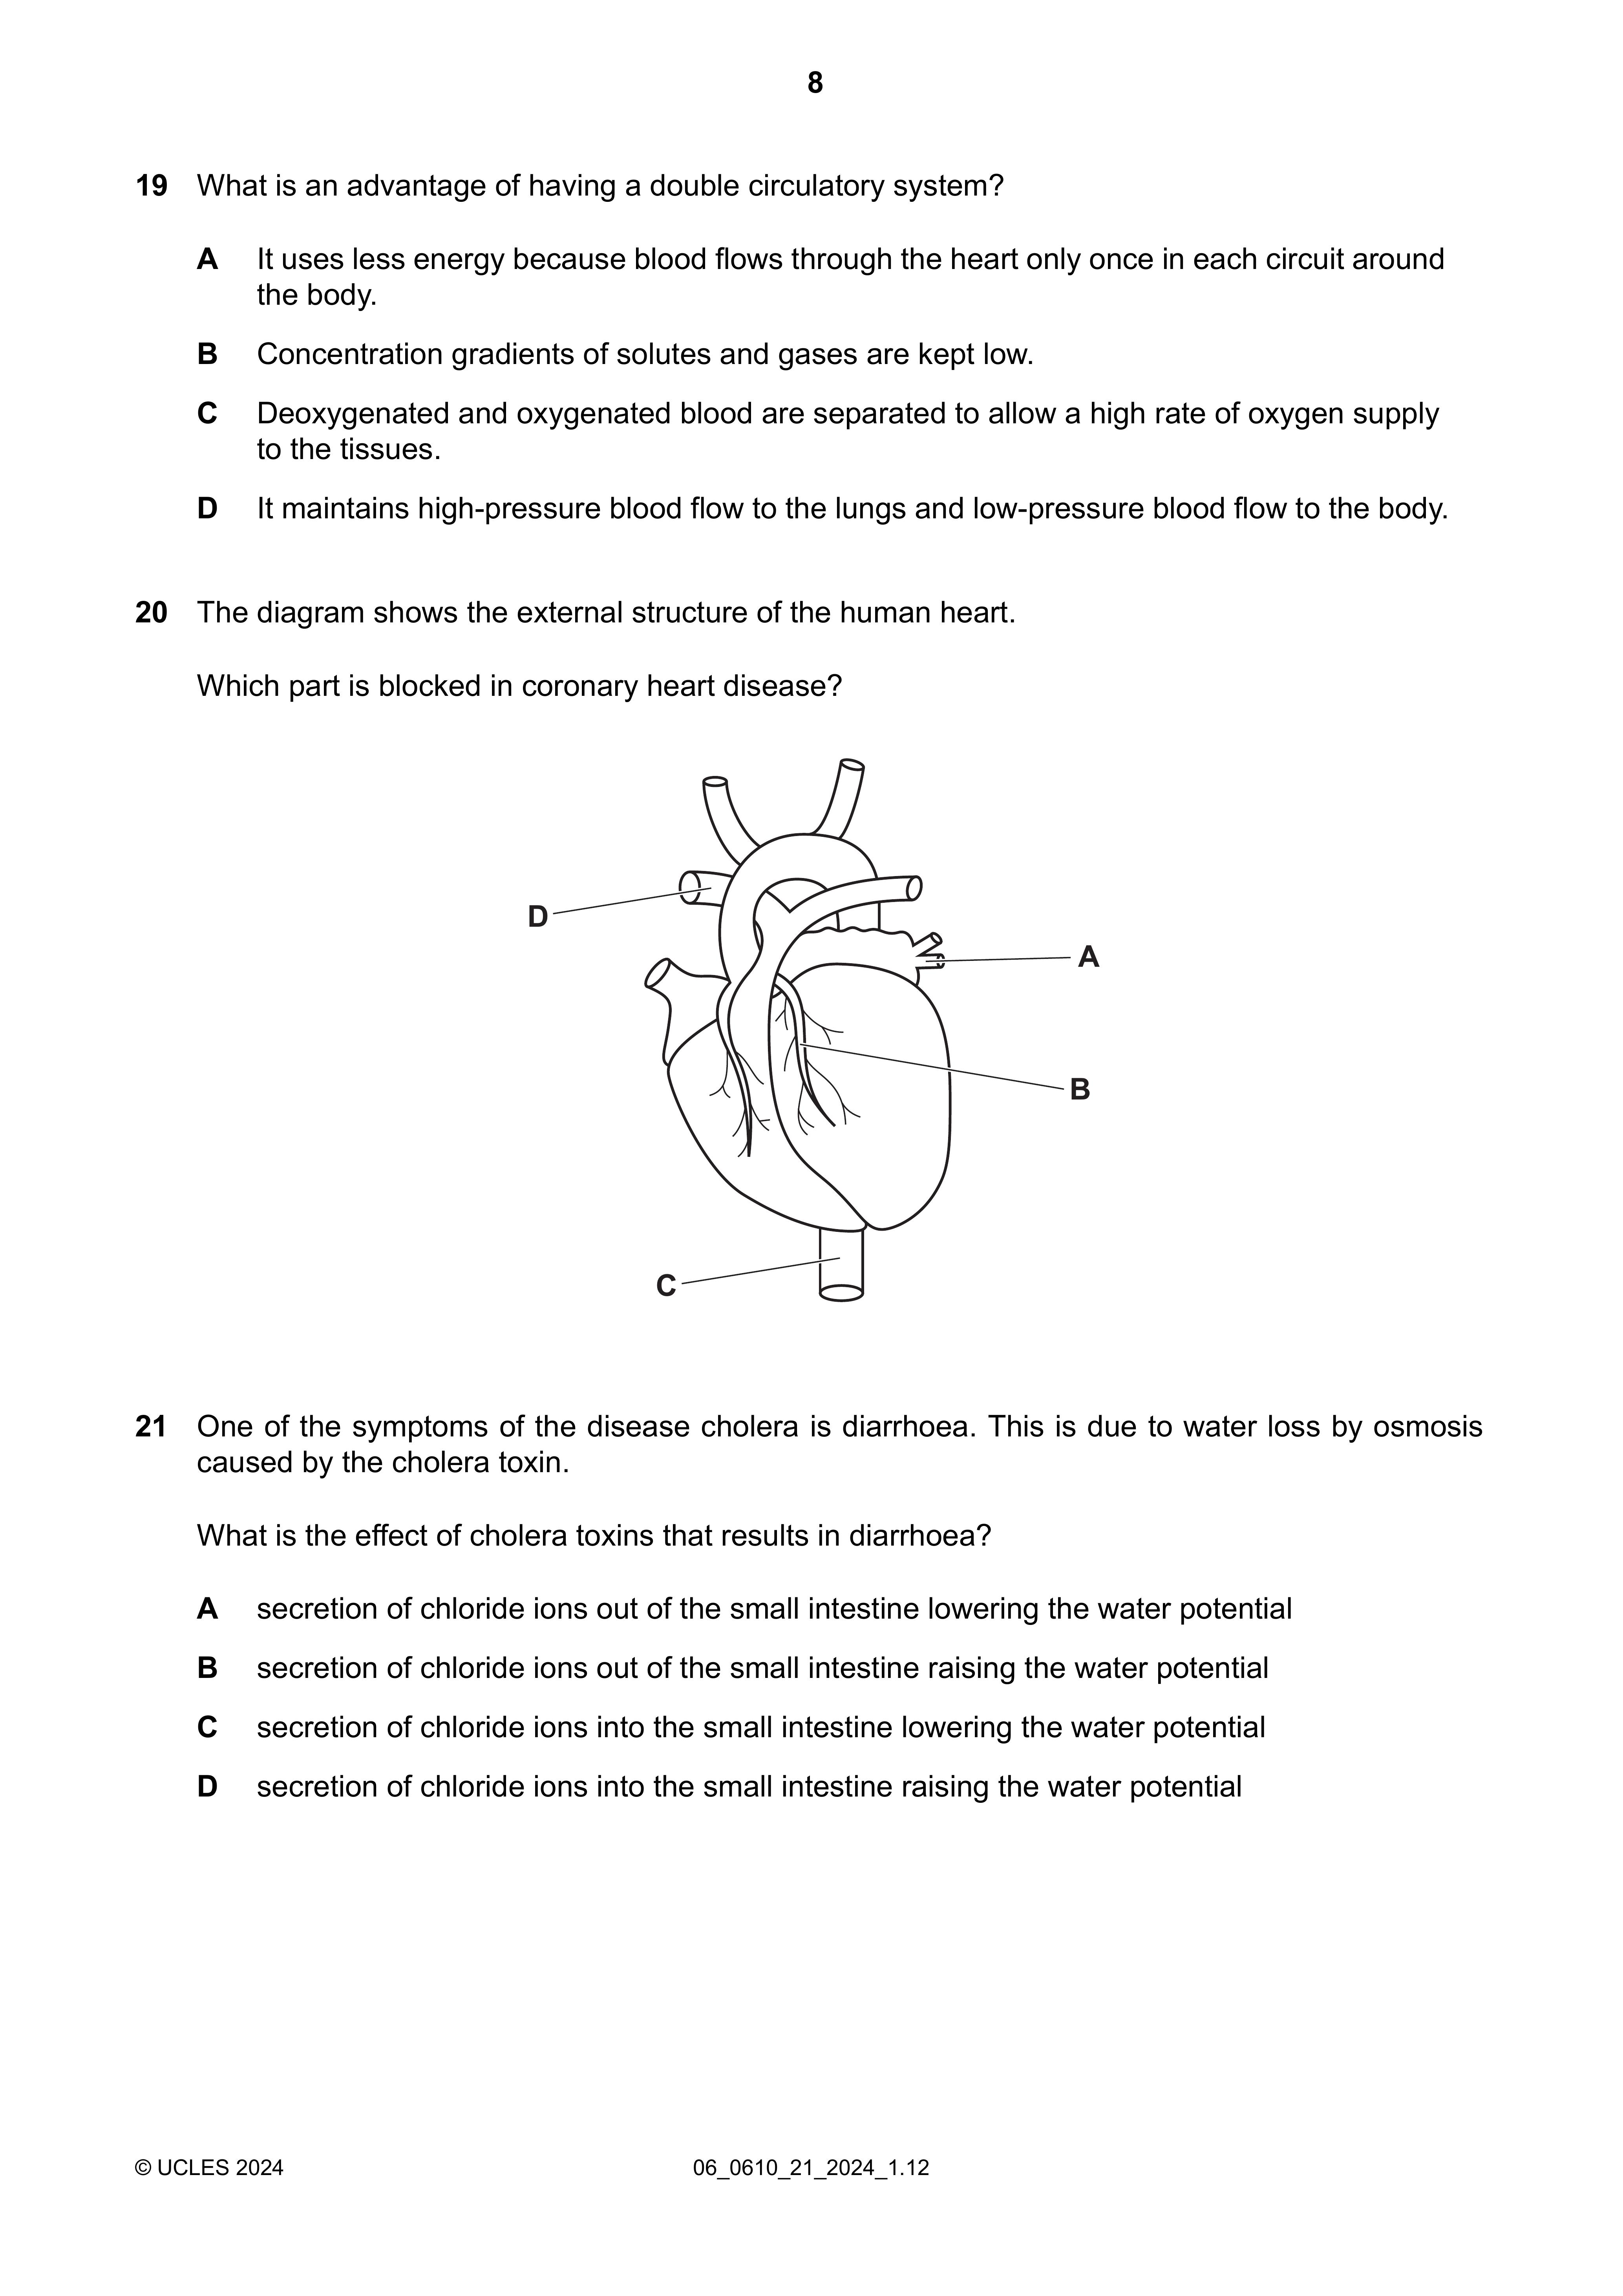 8
19 What is an advantage of having a double circulatory system?
A It uses less energy because blood flows through the heart only once in each circuit around
the body.
B Concentration gradients of solutes and gases are kept low.
C Deoxygenated and oxygenated blood are separated to allow a high rate of oxygen supply
to the tissues.
D It maintains high-pressure blood flow to the lungs and low-pressure blood flow to the body.
20 The diagram shows the external structure of the human heart.
Which part is blocked in coronary heart disease?
D
A
B
C
21 One of the symptoms of the disease cholera is diarrhoea. This is due to water loss by osmosis
caused by the cholera toxin.
What is the effect of cholera toxins that results in diarrhoea?
A secretion of chloride ions out of the small intestine lowering the water potential
B secretion of chloride ions out of the small intestine raising the water potential
C secretion of chloride ions into the small intestine lowering the water potential
D secretion of chloride ions into the small intestine raising the water potential
© UCLES 2024 06_0610_21_2024_1.12